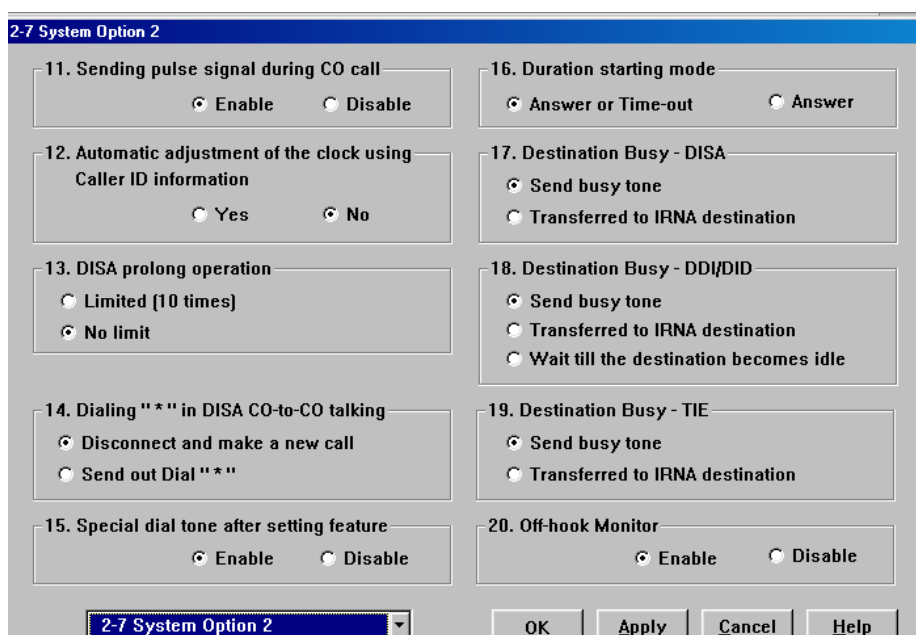 2-7 System Option 2
11. Sending pulse signal during CO call
Enable Disable
12. Automatic adjustment of the clock using
Caller ID information
Yes No
13. DISA prolong operation
Limited (10 times)
No limit
14. Dialing "*" in DISA CO-to-CO talking
Disconnect and make a new call
Send out Dial "*"
15. Special dial tone after setting feature
Enable Disable
16. Duration starting mode
Answer or Time-out Answer
17. Destination Busy - DISA
Send busy tone
Transferred to IRNA destination
18. Destination Busy - DDI/DID
Send busy tone
Transferred to IRNA destination
Wait till the destination becomes idle
19. Destination Busy - TIE
Send busy tone
Transferred to IRNA destination
20. Off-hook Monitor
Enable Disable
2-7 System Option 2
OK Apply Cancel Help